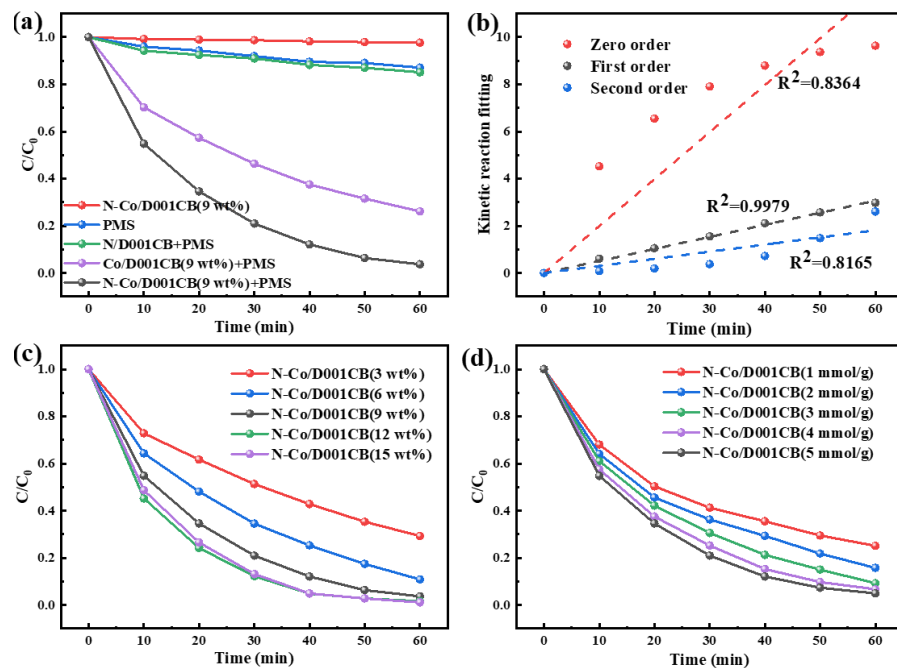 (a)
1.0
0.8
0.6
0.4
0.2
0.0
C/C0
N-Co/D001CB(9 wt%)
PMS
N/D001CB+PMS
Co/D001CB(9 wt%)+PMS
N-Co/D001CB(9 wt%)+PMS
0 10 20 30 40 50 60
Time (min)
(b)
10
8
6
4
2
0
Kinetic reaction fitting
Zero order
First order
Second order
R²=0.8364
R²=0.9979
R²=0.8165
0 10 20 30 40 50 60
Time (min)
(c)
1.0
0.8
0.6
0.4
0.2
0.0
C/C0
N-Co/D001CB(3 wt%)
N-Co/D001CB(6 wt%)
N-Co/D001CB(9 wt%)
N-Co/D001CB(12 wt%)
N-Co/D001CB(15 wt%)
0 10 20 30 40 50 60
Time (min)
(d)
1.0
0.8
0.6
0.4
0.2
0.0
C/C0
N-Co/D001CB(1 mmol/g)
N-Co/D001CB(2 mmol/g)
N-Co/D001CB(3 mmol/g)
N-Co/D001CB(4 mmol/g)
N-Co/D001CB(5 mmol/g)
0 10 20 30 40 50 60
Time (min)